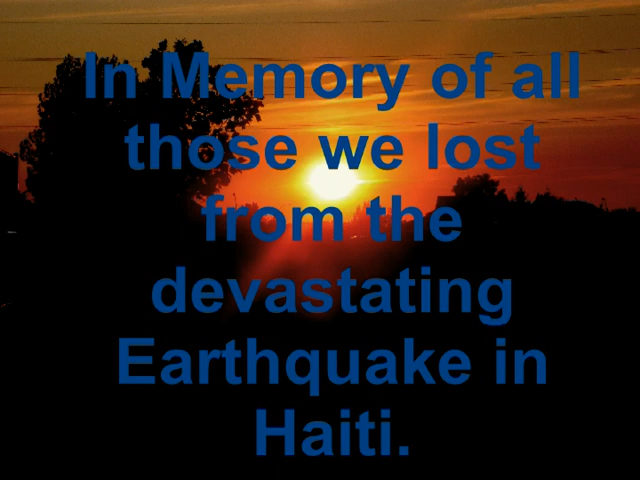 In Memory of all
those we lost
from the
devastating
Earthquake in
Haiti.